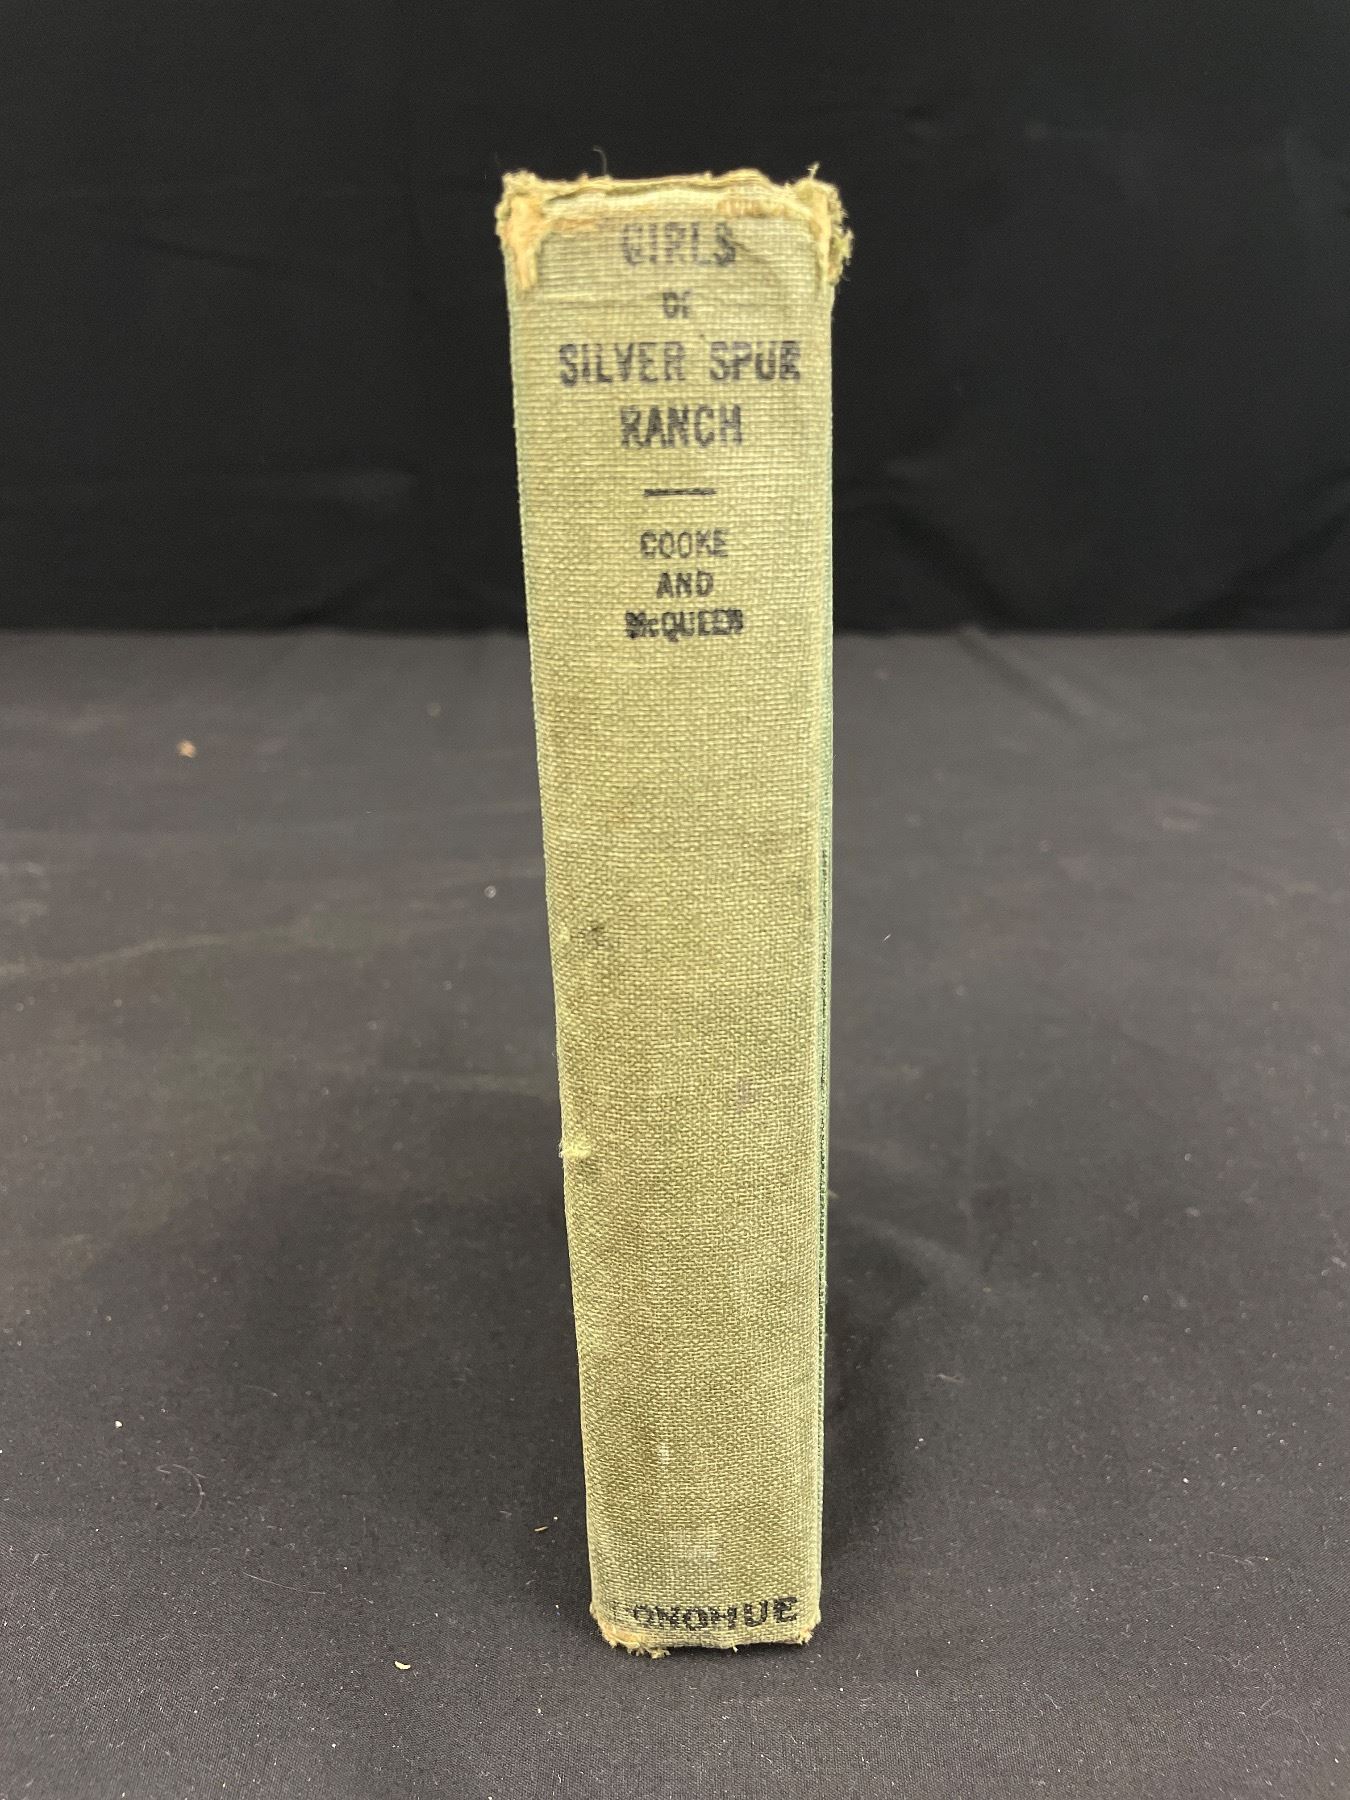 GIRLS
OF
SILVER SPUR
RANCH
COOKE
AND
McQUEEN
DONOHUE